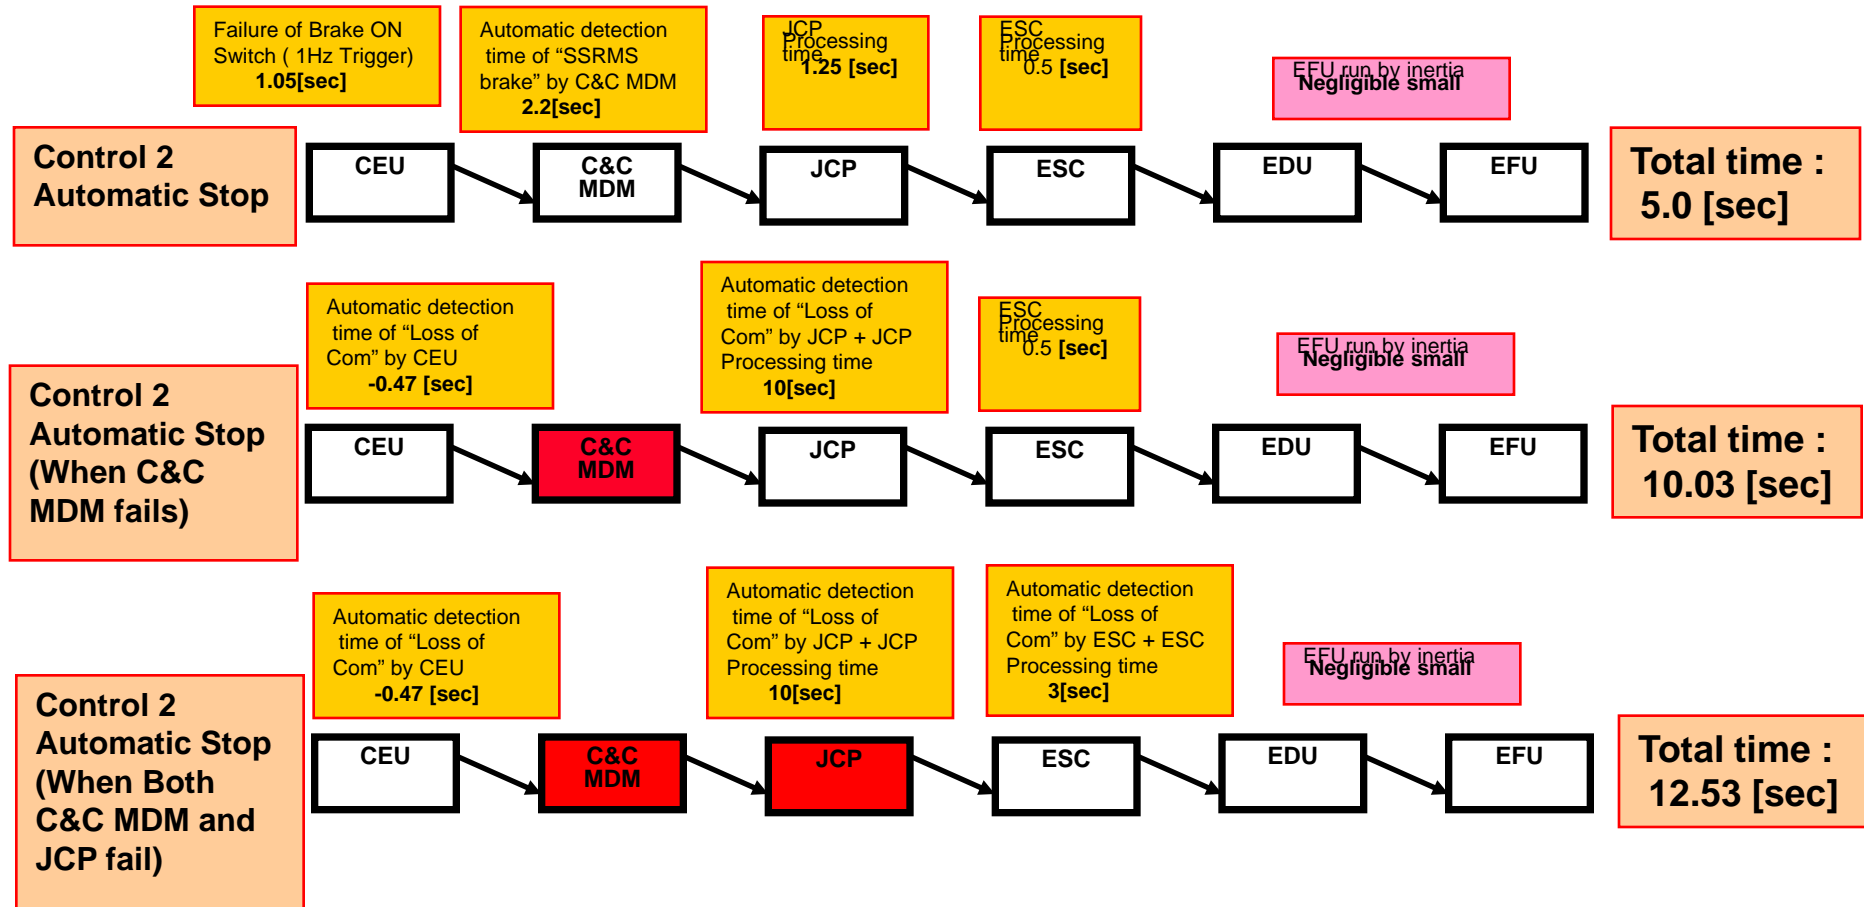 Failure of Brake ON
Switch ( 1Hz Trigger)
1.05[sec]
Automatic detection
time of “SSRMS
brake” by C&C MDM
2.2[sec]
JCP
Processing
time
1.25 [sec]
ESC
Processing
time
0.5 [sec]
EFU run by inertia
Negligible small
Control 2
Automatic Stop
CEU
C&C
MDM
JCP
ESC
EDU
EFU
Total time :
5.0 [sec]
Automatic detection
time of “Loss of
Com” by CEU
-0.47 [sec]
Automatic detection
time of “Loss of
Com” by JCP + JCP
Processing time
10[sec]
ESC
Processing
time
0.5 [sec]
EFU run by inertia
Negligible small
Control 2
Automatic Stop
(When C&C
MDM fails)
CEU
C&C
MDM
JCP
ESC
EDU
EFU
Total time :
10.03 [sec]
Automatic detection
time of “Loss of
Com” by CEU
-0.47 [sec]
Automatic detection
time of “Loss of
Com” by JCP + JCP
Processing time
10[sec]
Automatic detection
time of “Loss of
Com” by ESC + ESC
Processing time
3[sec]
EFU run by inertia
Negligible small
Control 2
Automatic Stop
(When Both
C&C MDM and
JCP fail)
CEU
C&C
MDM
JCP
ESC
EDU
EFU
Total time :
12.53 [sec]